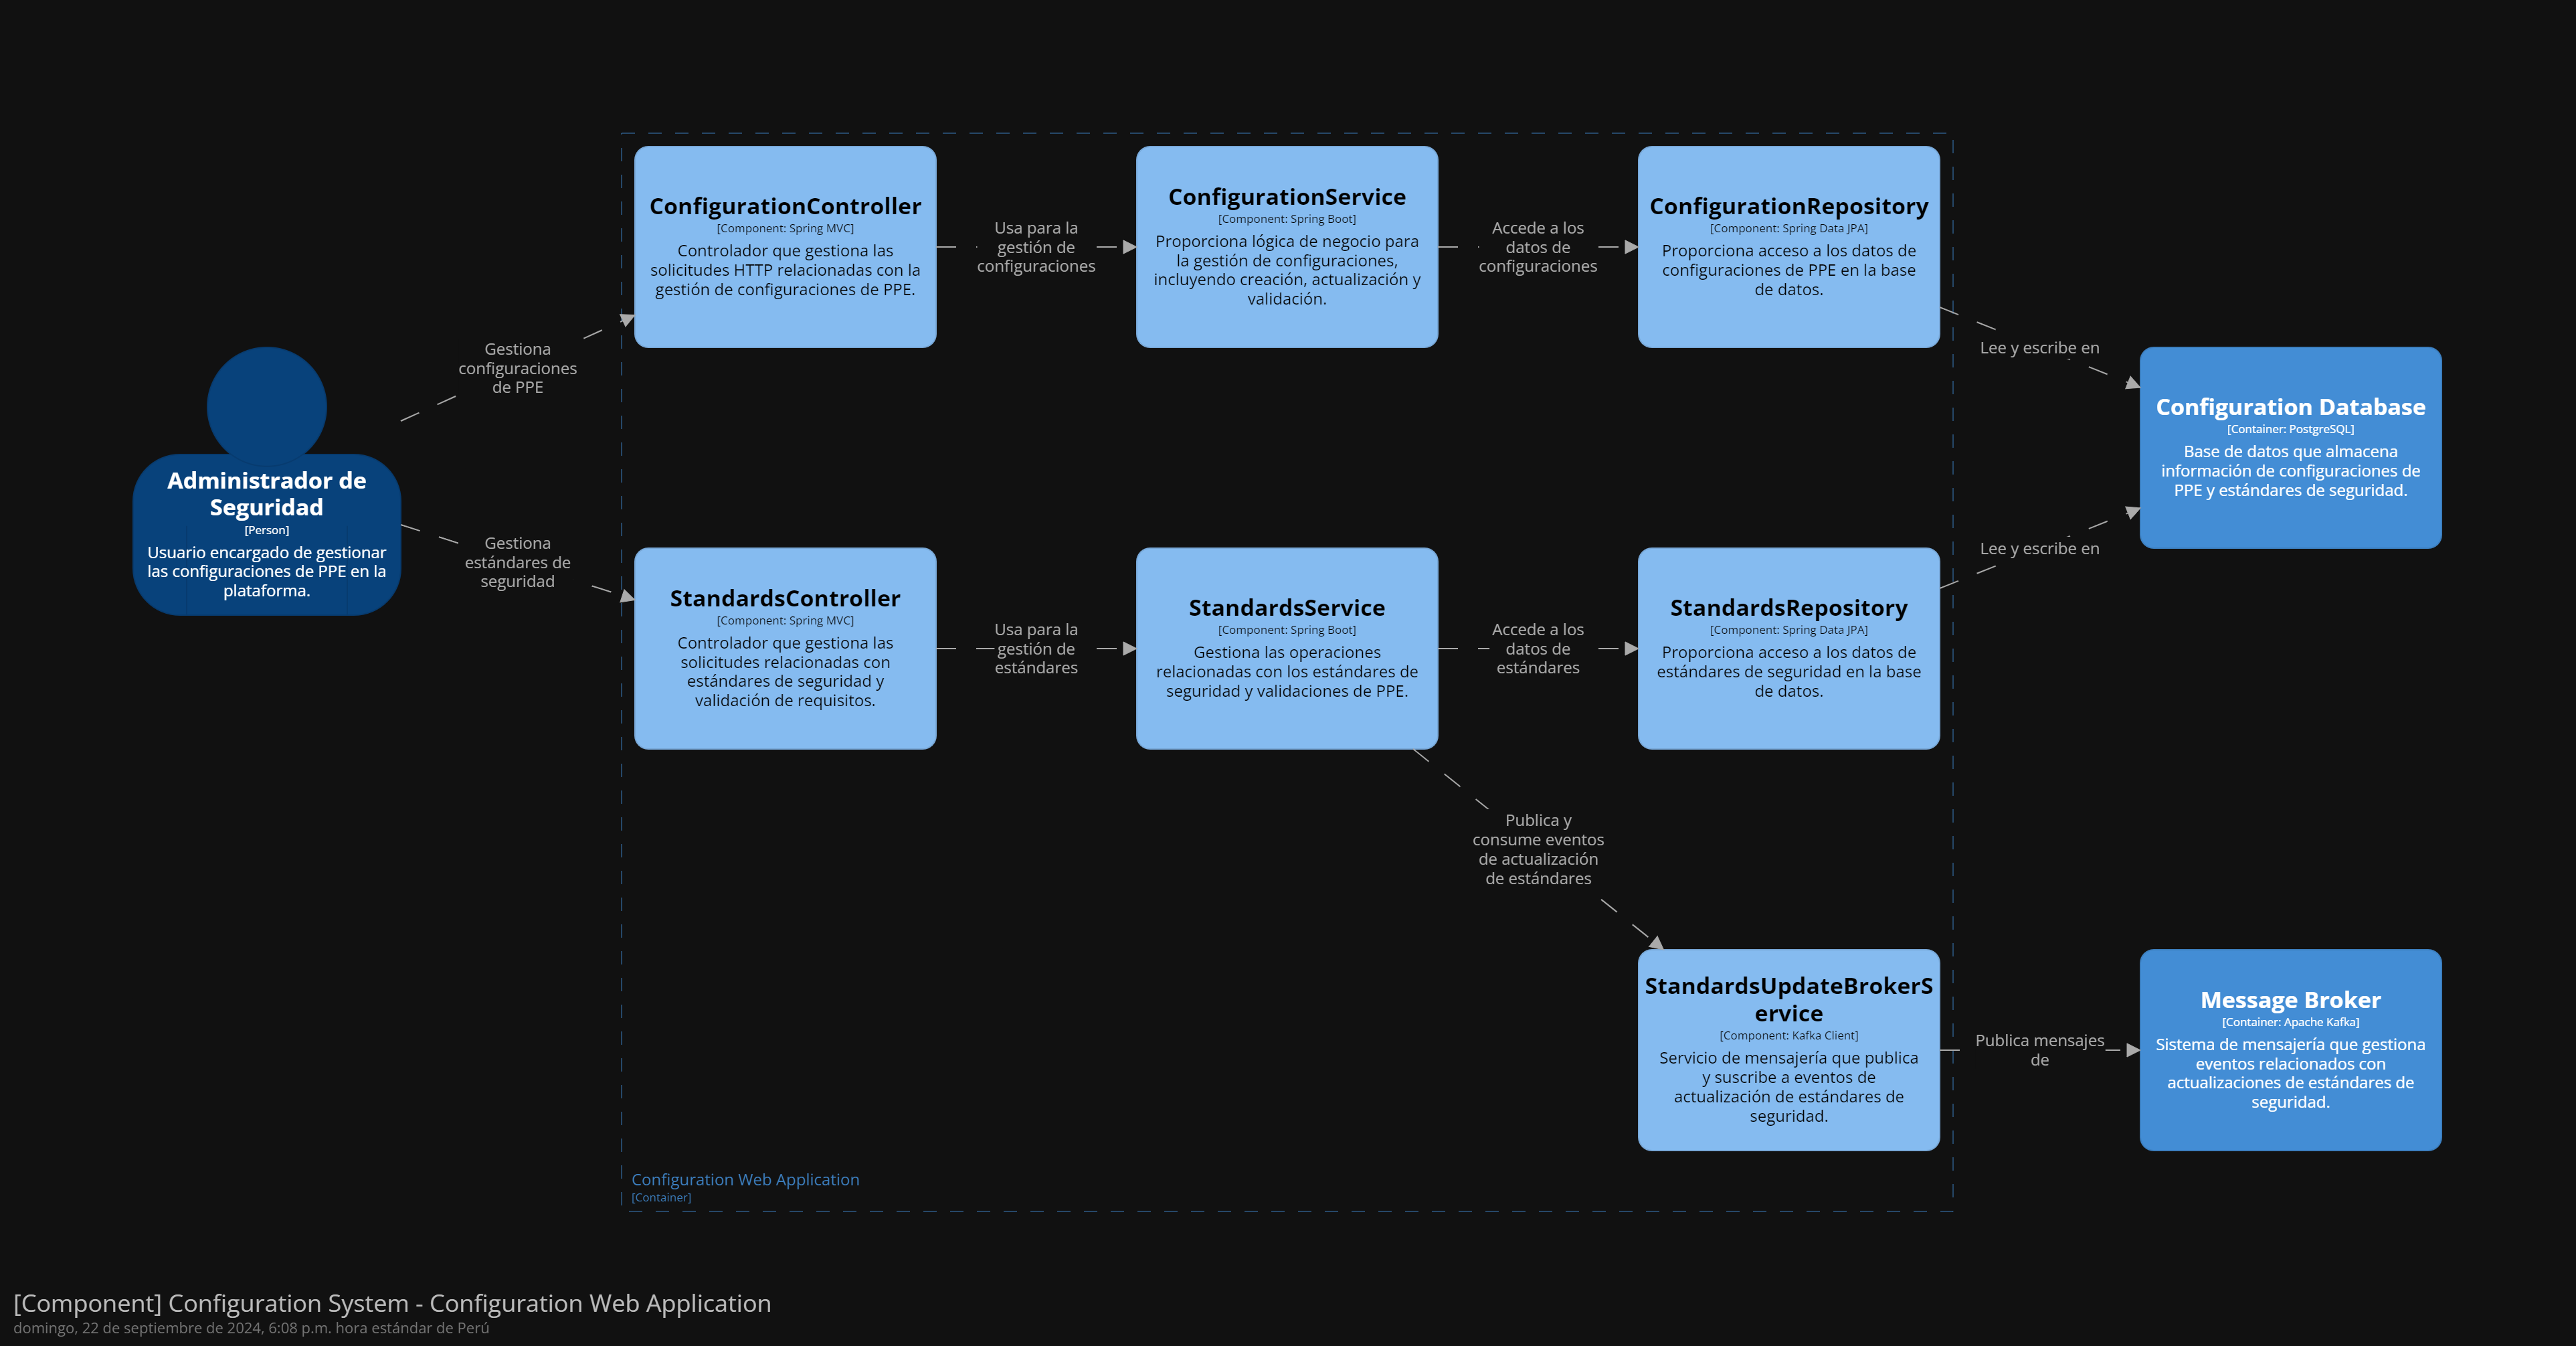 ConfigurationController
[Component: Spring MVC]
Controlador que gestiona las
solicitudes HTTP relacionadas con la
gestión de configuraciones de PPE.
Usa para la
gestión de
configuraciones
ConfigurationService
[Component: Spring Boot]
Proporciona lógica de negocio para
la gestión de configuraciones,
incluyendo creación, actualización y
validación.
Accede a los
datos de
configuraciones
ConfigurationRepository
[Component: Spring Data JPA]
Proporciona acceso a los datos de
configuraciones de PPE en la base
de datos.
Gestiona
configuraciones
de PPE
Lee y escribe en
Administrador de
Seguridad
[Person]
Usuario encargado de gestionar
las configuraciones de PPE en la
plataforma.
Configuration Database
[Container: PostgreSQL]
Base de datos que almacena
información de configuraciones de
PPE y estándares de seguridad.
Gestiona
estándares de
seguridad
Lee y escribe en
StandardsController
[Component: Spring MVC]
Controlador que gestiona las
solicitudes relacionadas con
estándares de seguridad y
validación de requisitos.
Usa para la
gestión de
estándares
StandardsService
[Component: Spring Boot]
Gestiona las operaciones
relacionadas con los estándares de
seguridad y validaciones de PPE.
Accede a los
datos de
estándares
StandardsRepository
[Component: Spring Data JPA]
Proporciona acceso a los datos de
estándares de seguridad en la base
de datos.
Publica y
consume eventos
de actualización
de estándares
StandardsUpdateBrokerS
ervice
[Component: Kafka Client]
Servicio de mensajería que publica
y suscribe a eventos de
actualización de estándares de
seguridad.
Publica mensajes
de
Message Broker
[Container: Apache Kafka]
Sistema de mensajería que gestiona
eventos relacionados con
actualizaciones de estándares de
seguridad.
Configuration Web Application
[Container]
[Component] Configuration System - Configuration Web Application
domingo, 22 de septiembre de 2024, 6:08 p.m. hora estándar de Perú